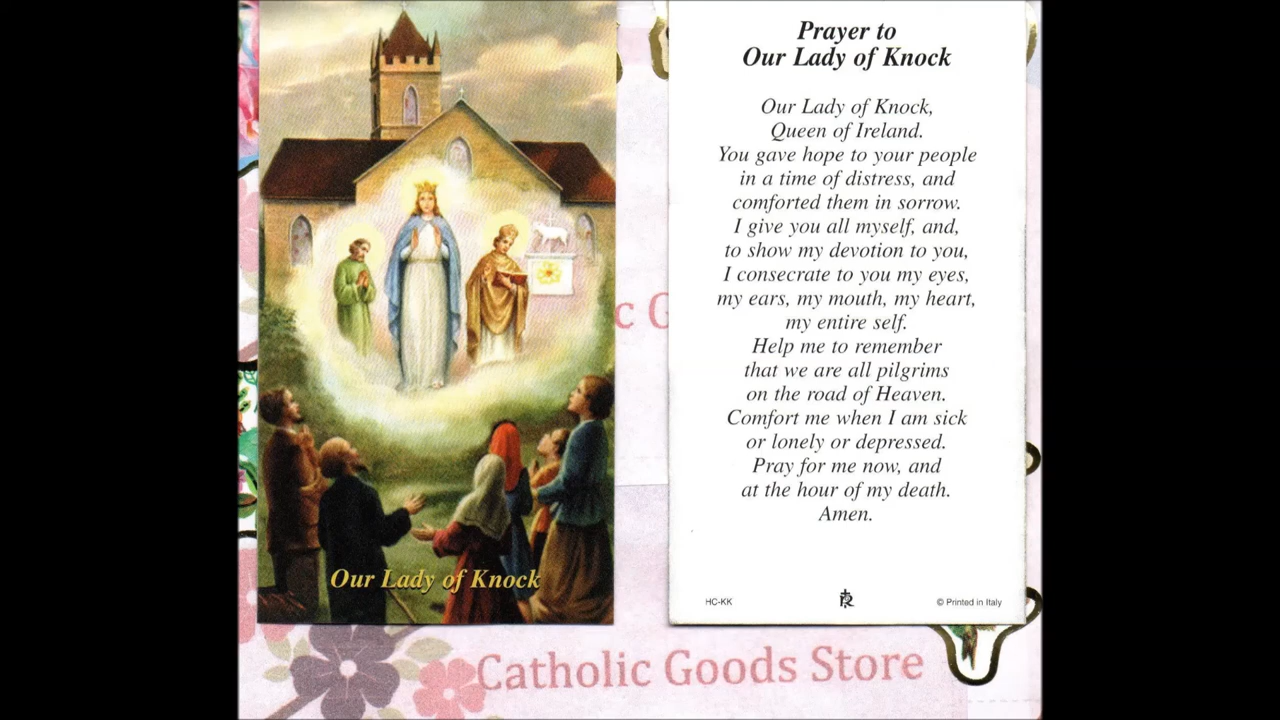 Our Lady of Knock
Prayer to
Our Lady of Knock
Our Lady of Knock,
Queen of Ireland.
You gave hope to your people
in a time of distress, and
comforted them in sorrow.
I give you all myself, and,
to show my devotion to you,
I consecrate to you my eyes,
my ears, my mouth, my heart,
my entire self.
Help me to remember
that we are all pilgrims
on the road of Heaven.
Comfort me when I am sick
or lonely or depressed.
Pray for me now, and
at the hour of my death.
Amen.
HC-KK
© Printed in Italy
c G
Catholic Goods Store